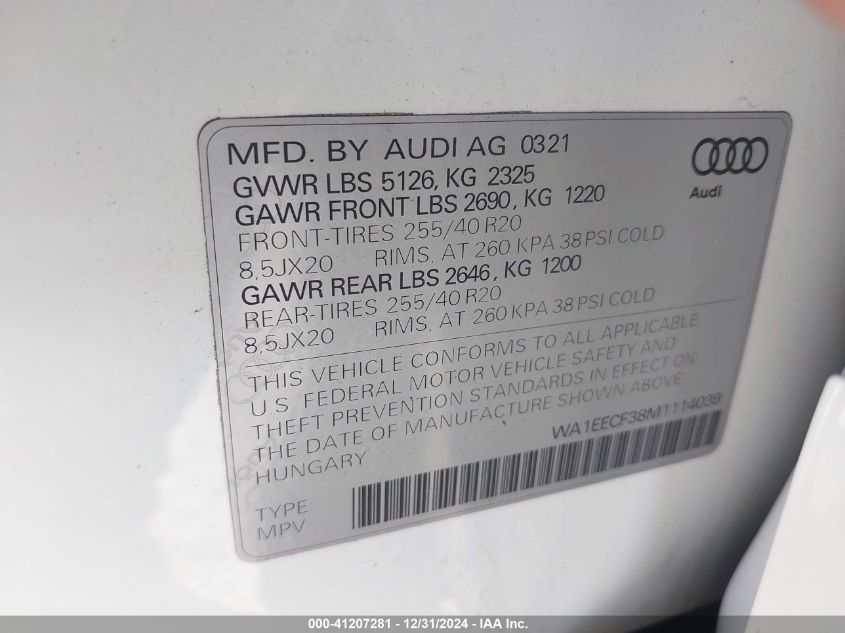 MFD. BY AUDI AG 0321
GVWR LBS 5126, KG 2325
GAWR FRONT LBS 2690, KG 1220
FRONT-TIRES 255/40 R20
8,5JX20 RIMS, AT 260 KPA 38 PSI COLD
GAWR REAR LBS 2646, KG 1200
REAR-TIRES 255/40 R20
8,5JX20 RIMS, AT 260 KPA 38 PSI COLD
Audi
THIS VEHICLE CONFORMS TO ALL APPLICABLE
U.S. FEDERAL MOTOR VEHICLE SAFETY AND
THEFT PREVENTION STANDARDS IN EFFECT ON
THE DATE OF MANUFACTURE SHOWN ABOVE.
HUNGARY
WA1EECF38M1114039
TYPE
MPV
000-41207281 - 12/31/2024 - IAA Inc.